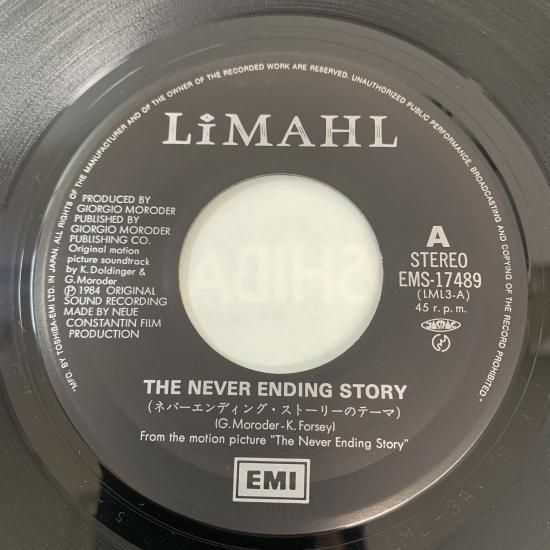 "MFD. BY TOSHIBA-EMI LTD. IN JAPAN. ALL RIGHTS OF THE MANUFACTURER AND OF THE OWNER OF THE RECORDED WORK ARE RESERVED. UNAUTHORIZED PUBLIC PERFORMANCE, BROADCASTING AND COPYING OF THE RECORD PROHIBITED"
LiMAHL
PRODUCED BY
GIORGIO MORODER
PUBLISHED BY
GIORGIO MORODER
PUBLISHING CO.
Original motion
picture soundtrack
by K. Doldinger &
G. Moroder
℗ 1984 ORIGINAL
SOUND RECORDING
MADE BY NEUE
CONSTANTIN FILM
PRODUCTION
A
STEREO
EMS-17489
(LML3-A)
45 r. p. m.
JASRAC
THE NEVER ENDING STORY
(ネバーエンディング・ストーリーのテーマ)
(G. Moroder-K. Forsey)
From the motion picture "The Never Ending Story"
EMI